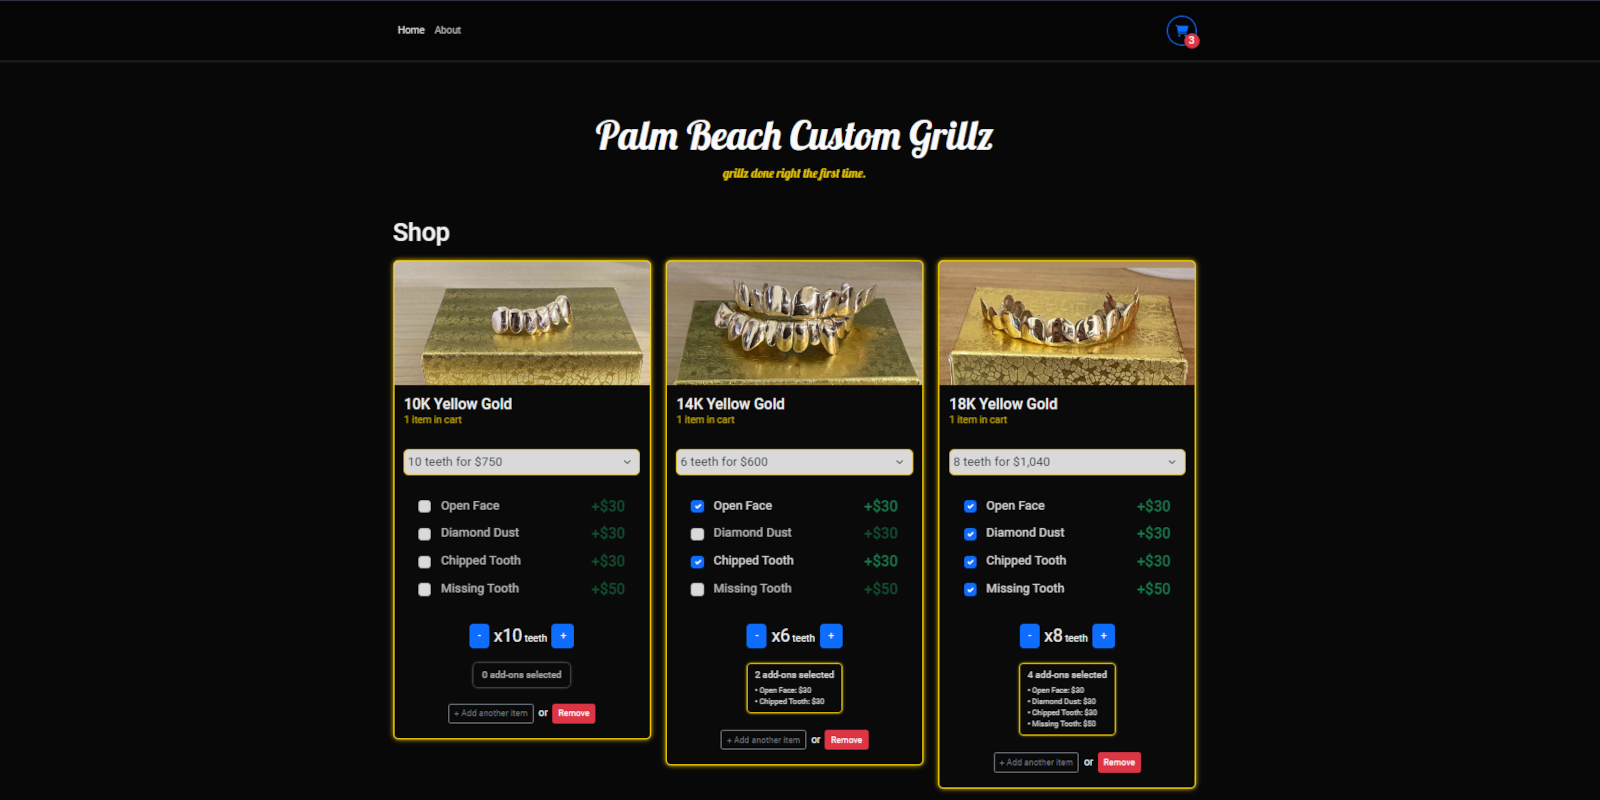 Home About
3
Palm Beach Custom Grillz
grillz done right the first time.
Shop
10K Yellow Gold
1 item in cart
10 teeth for $750
Open Face +$30
Diamond Dust +$30
Chipped Tooth +$30
Missing Tooth +$50
- x10 teeth +
0 add-ons selected
+ Add another item or Remove
14K Yellow Gold
1 item in cart
6 teeth for $600
Open Face +$30
Diamond Dust +$30
Chipped Tooth +$30
Missing Tooth +$50
- x6 teeth +
2 add-ons selected
• Open Face: $30
• Chipped Tooth: $30
+ Add another item or Remove
18K Yellow Gold
1 item in cart
8 teeth for $1,040
Open Face +$30
Diamond Dust +$30
Chipped Tooth +$30
Missing Tooth +$50
- x8 teeth +
4 add-ons selected
• Open Face: $30
• Diamond Dust: $30
• Chipped Tooth: $30
• Missing Tooth: $50
+ Add another item or Remove